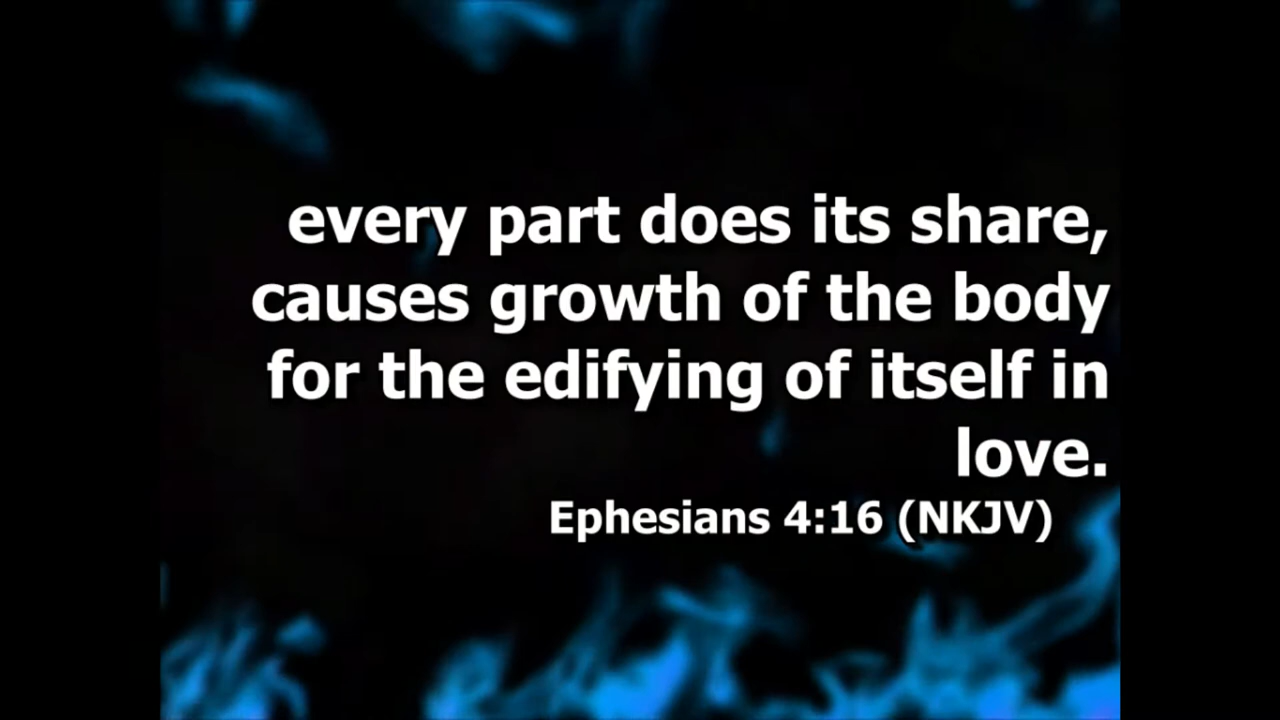 every part does its share,
causes growth of the body
for the edifying of itself in
love.
Ephesians 4:16 (NKJV)